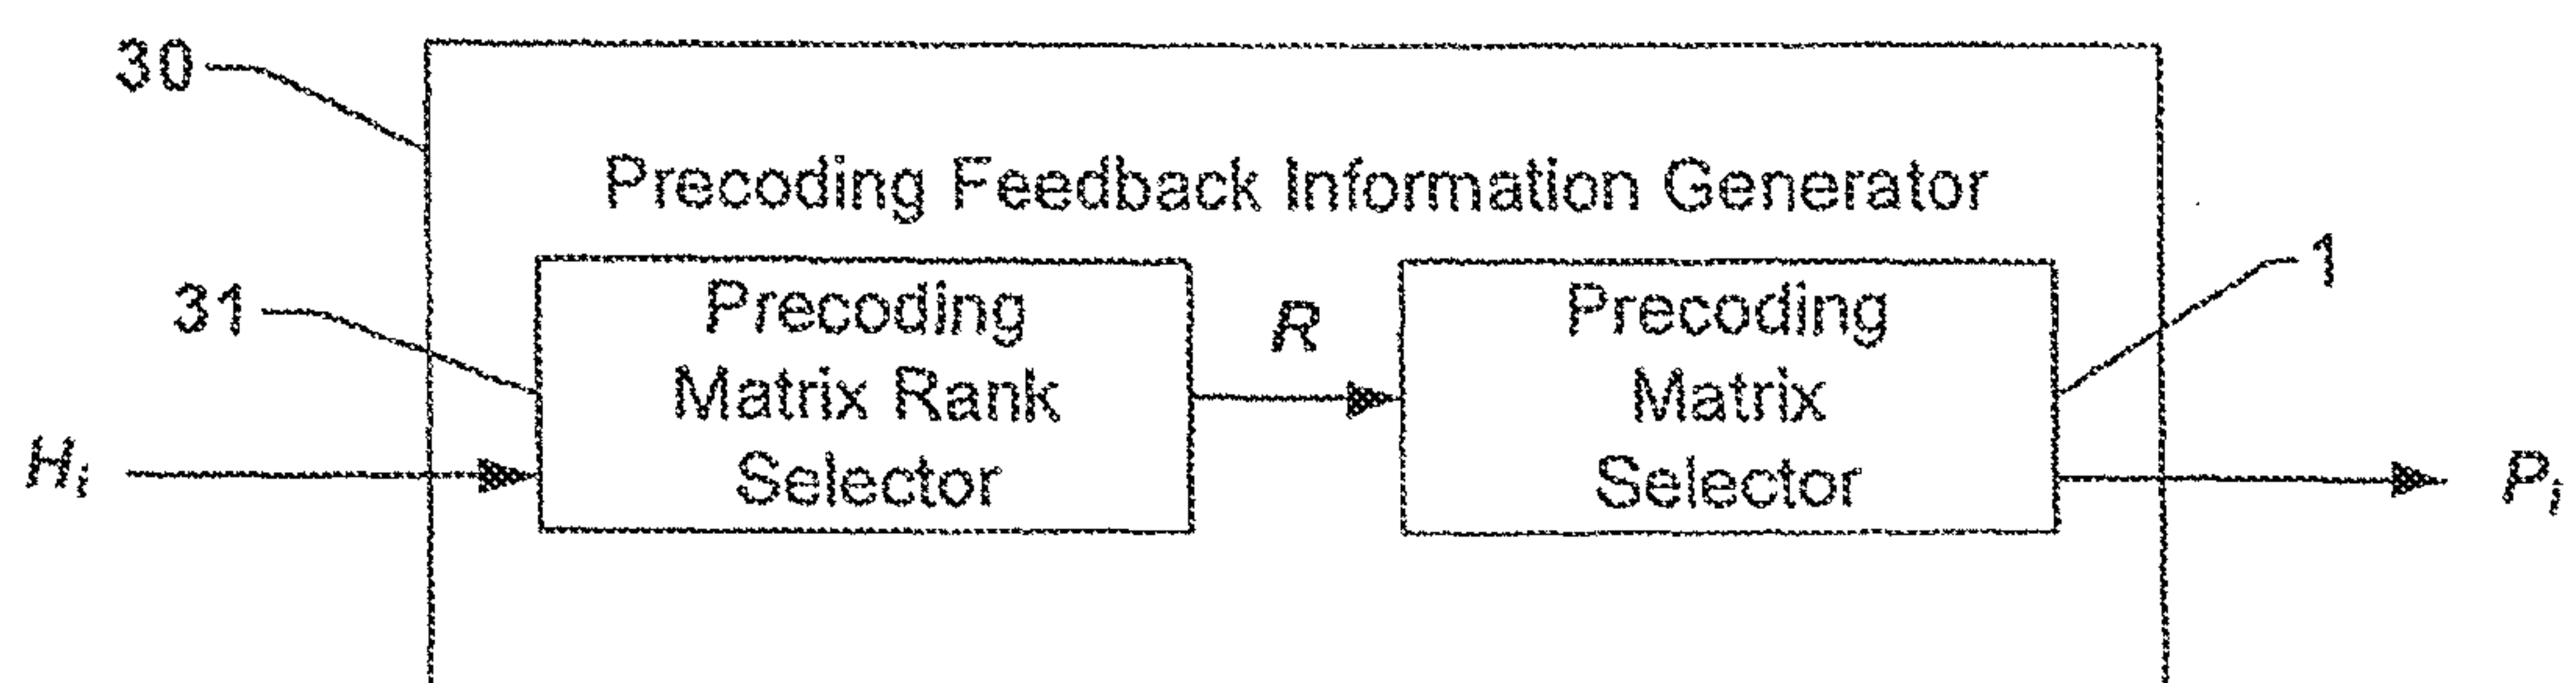 30
Precoding Feedback Information Generator
31
Precoding
Matrix Rank
Selector
R
Precoding
Matrix
Selector
1
Hi
Pi